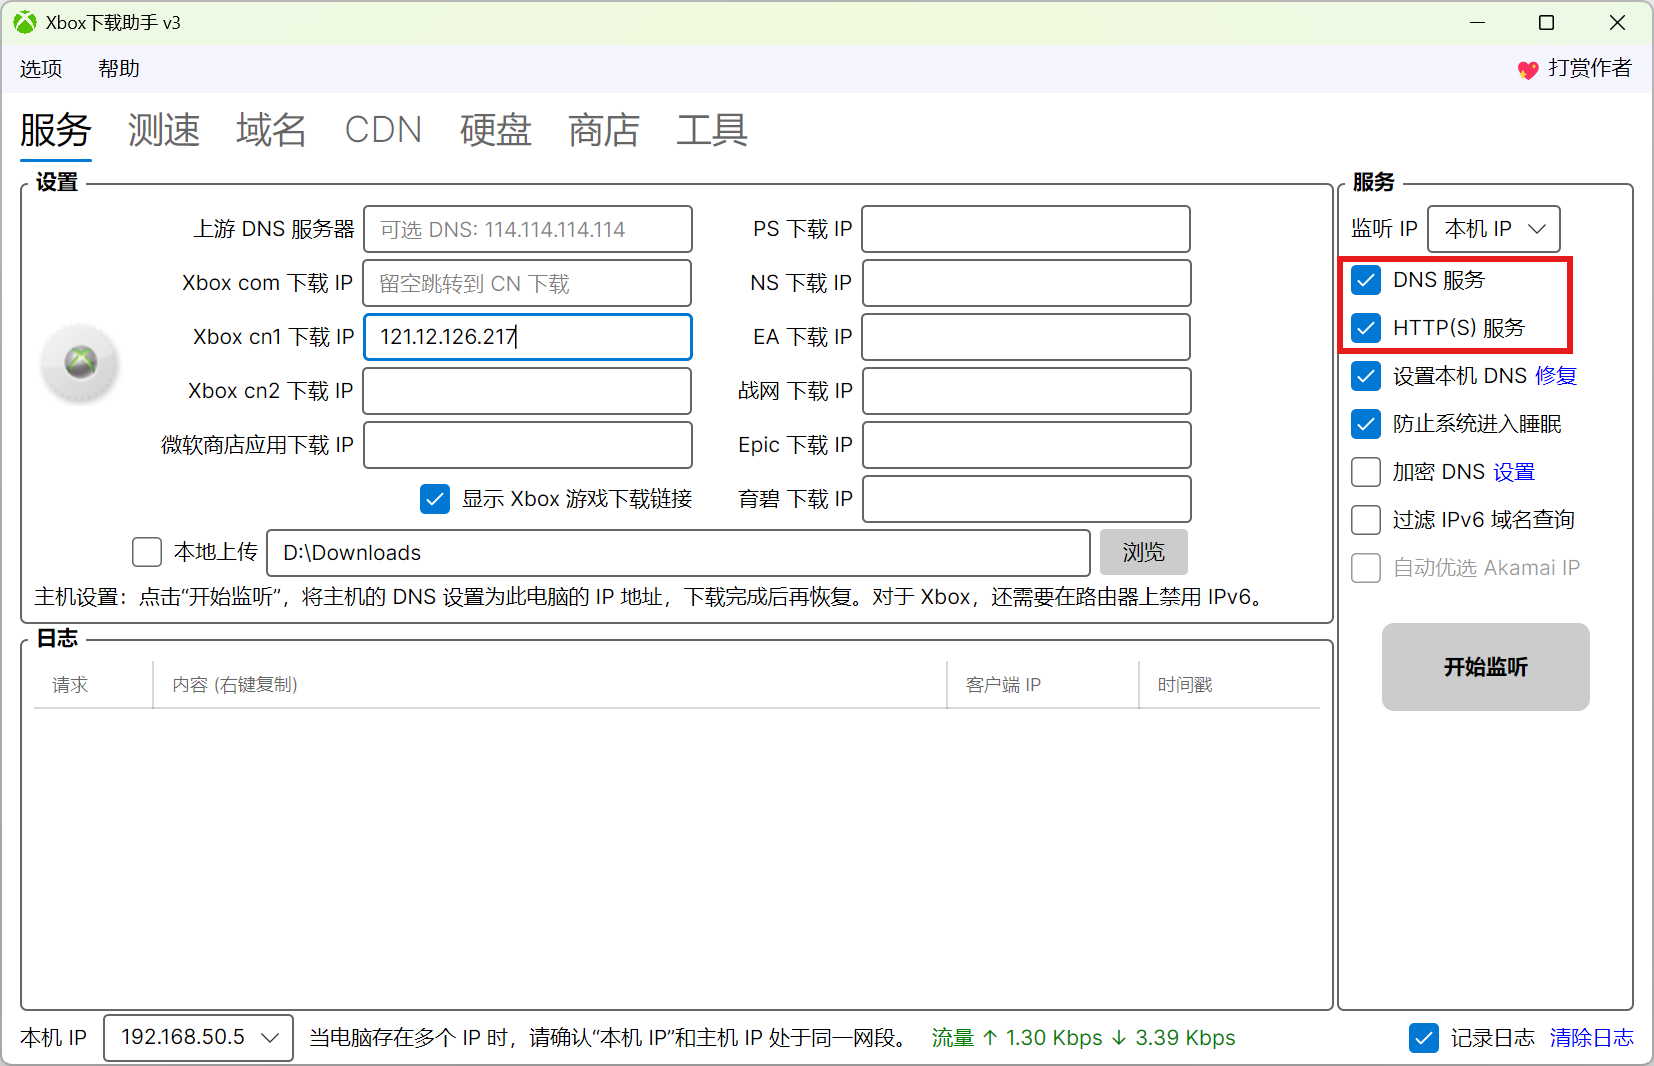 Xbox下载助手 v3
选项 帮助 打赏作者
服务 测速 域名 CDN 硬盘 商店 工具
设置
上游 DNS 服务器 可选 DNS: 114.114.114.114 PS 下载 IP
Xbox com 下载 IP 留空跳转到 CN 下载 NS 下载 IP
Xbox cn1 下载 IP 121.12.126.217 EA 下载 IP
Xbox cn2 下载 IP 战网 下载 IP
微软商店应用下载 IP Epic 下载 IP
显示 Xbox 游戏下载链接 育碧 下载 IP
本地上传 D:\Downloads 浏览
主机设置：点击“开始监听”，将主机的 DNS 设置为此电脑的 IP 地址，下载完成后再恢复。对于 Xbox，还需要在路由器上禁用 IPv6。
服务
监听 IP 本机 IP
DNS 服务
HTTP(S) 服务
设置本机 DNS 修复
防止系统进入睡眠
加密 DNS 设置
过滤 IPv6 域名查询
自动优选 Akamai IP
开始监听
日志
请求 内容 (右键复制) 客户端 IP 时间戳
本机 IP 192.168.50.5 当电脑存在多个 IP 时，请确认“本机 IP”和主机 IP 处于同一网段。 流量 ↑ 1.30 Kbps ↓ 3.39 Kbps 记录日志 清除日志